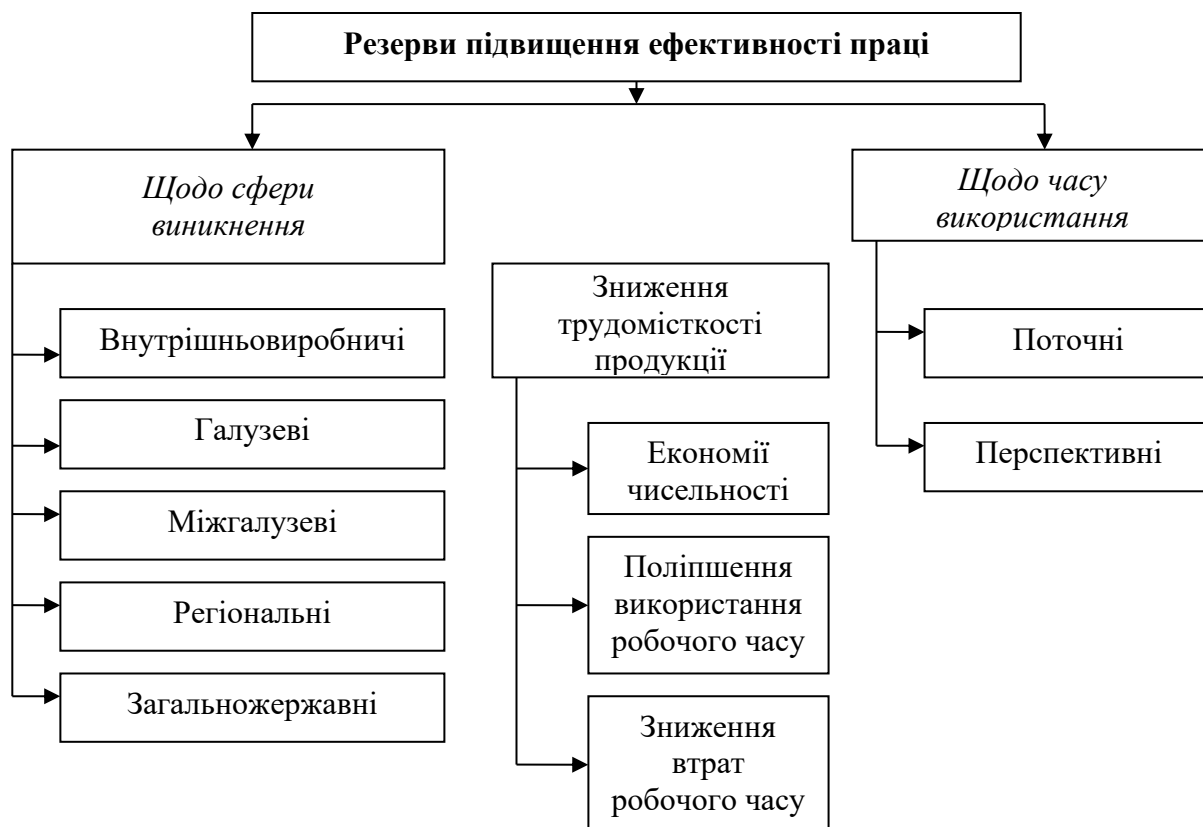 Резерви підвищення ефективності праці
Щодо сфери
виникнення
Внутрішньовиробничі
Галузеві
Міжгалузеві
Регіональні
Загальножержавні
Зниження
трудомісткості
продукції
Економії
чисельності
Поліпшення
використання
робочого часу
Зниження
втрат
робочого часу
Щодо часу
використання
Поточні
Перспективні